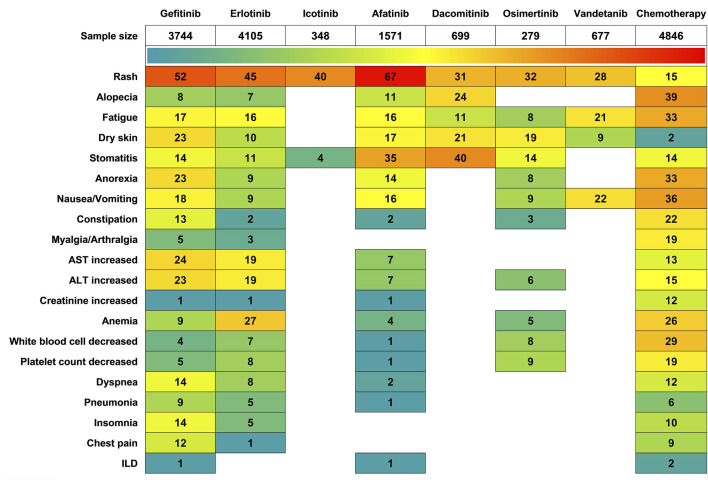 Gefitinib Erlotinib Icotinib Afatinib Dacomitinib Osimertinib Vandetanib Chemotherapy
Sample size 3744 4105 348 1571 699 279 677 4846
Rash 52 45 40 67 31 32 28 15
Alopecia 8 7 11 24 39
Fatigue 17 16 16 11 8 21 33
Dry skin 23 10 17 21 19 9 2
Stomatitis 14 11 4 35 40 14 14
Anorexia 23 9 14 8 33
Nausea/Vomiting 18 9 16 9 22 36
Constipation 13 2 2 3 22
Myalgia/Arthralgia 5 3 19
AST increased 24 19 7 13
ALT increased 23 19 7 6 15
Creatinine increased 1 1 1 12
Anemia 9 27 4 5 26
White blood cell decreased 4 7 1 8 29
Platelet count decreased 5 8 1 9 19
Dyspnea 14 8 2 12
Pneumonia 9 5 1 6
Insomnia 14 5 10
Chest pain 12 1 9
ILD 1 1 2